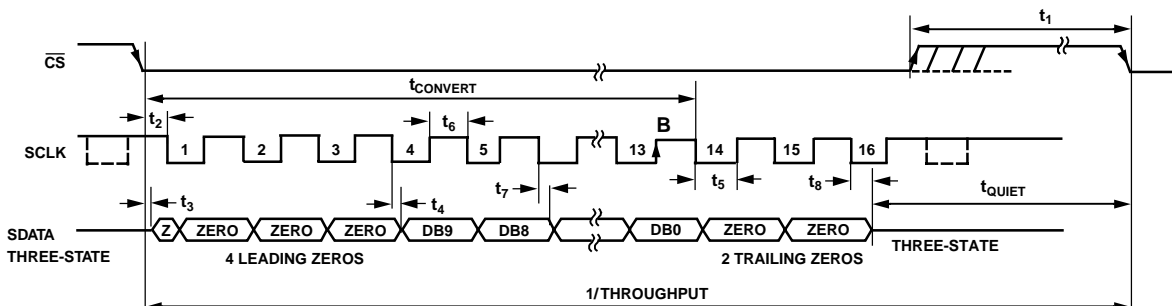 t1
CS
tCONVERT
t2
t6
B
SCLK
1
2
3
4
5
13
14
15
16
t3
t4
t7
t5
t8
tQUIET
SDATA
THREE-STATE
Z
ZERO
ZERO
ZERO
DB9
DB8
DB0
ZERO
ZERO
THREE-STATE
4 LEADING ZEROS
2 TRAILING ZEROS
1/THROUGHPUT